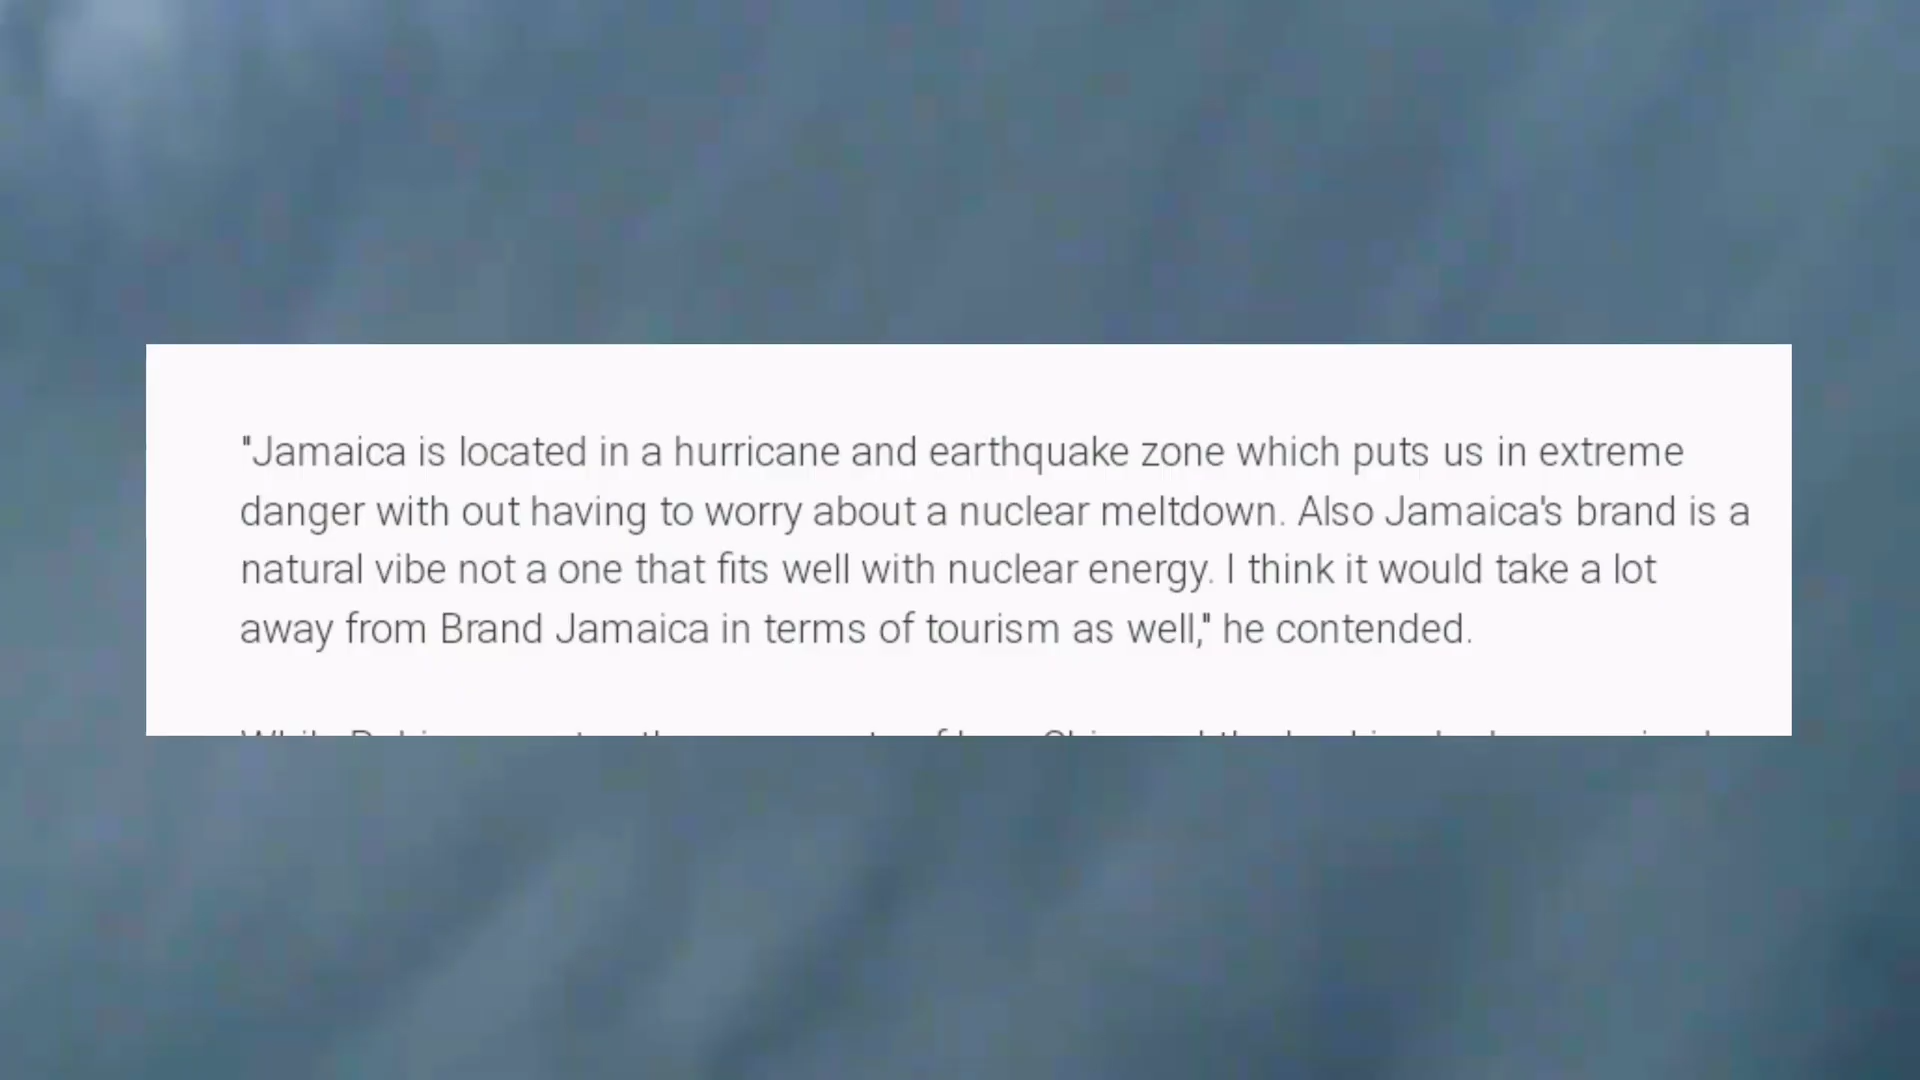 "Jamaica is located in a hurricane and earthquake zone which puts us in extreme
danger with out having to worry about a nuclear meltdown. Also Jamaica's brand is a
natural vibe not a one that fits well with nuclear energy. I think it would take a lot
away from Brand Jamaica in terms of tourism as well," he contended.